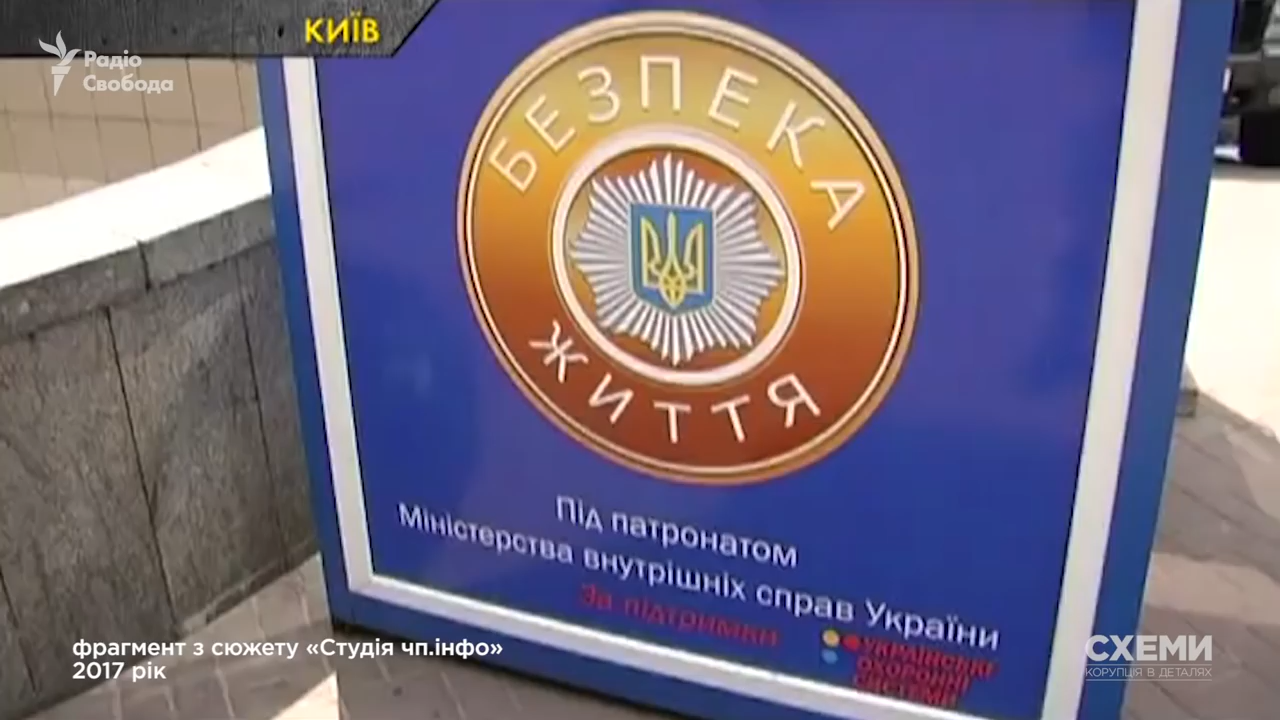 КИЇВ
Радіо
Свобода
БЕЗПЕКА
ЖИТТЯ
Під патронатом
Міністерства внутрішніх справ України
За підтримки
УКРАЇНСЬКІ
ОХОРОННІ
СИСТЕМИ
фрагмент з сюжету «Студія чп.інфо»
2017 рік
СХЕМИ
КОРУПЦІЯ В ДЕТАЛЯХ